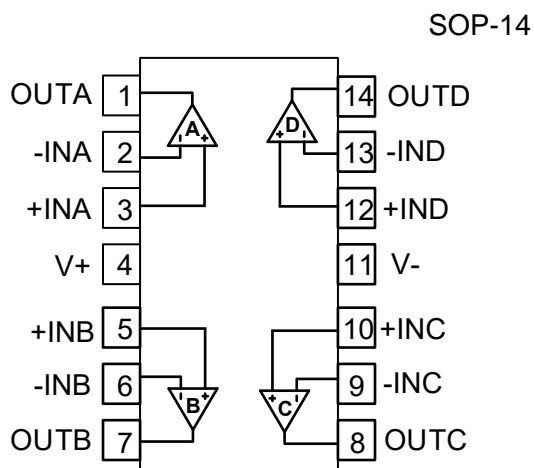 SOP-14
OUTA 1 14 OUTD
A D
-INA 2 - + + - 13 -IND
+INA 3 12 +IND
V+ 4 11 V-
+INB 5 10 +INC
-INB 6 - + + - 9 -INC
B C
OUTB 7 8 OUTC